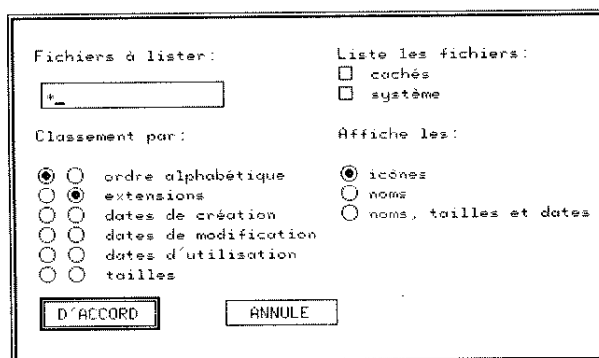 Fichiers à lister:
*_
Classement par:
ordre alphabétique
extensions
dates de création
dates de modification
dates d'utilisation
tailles
Liste les fichiers:
cachés
système
Affiche les:
icônes
noms
noms, tailles et dates
D'ACCORD
ANNULE